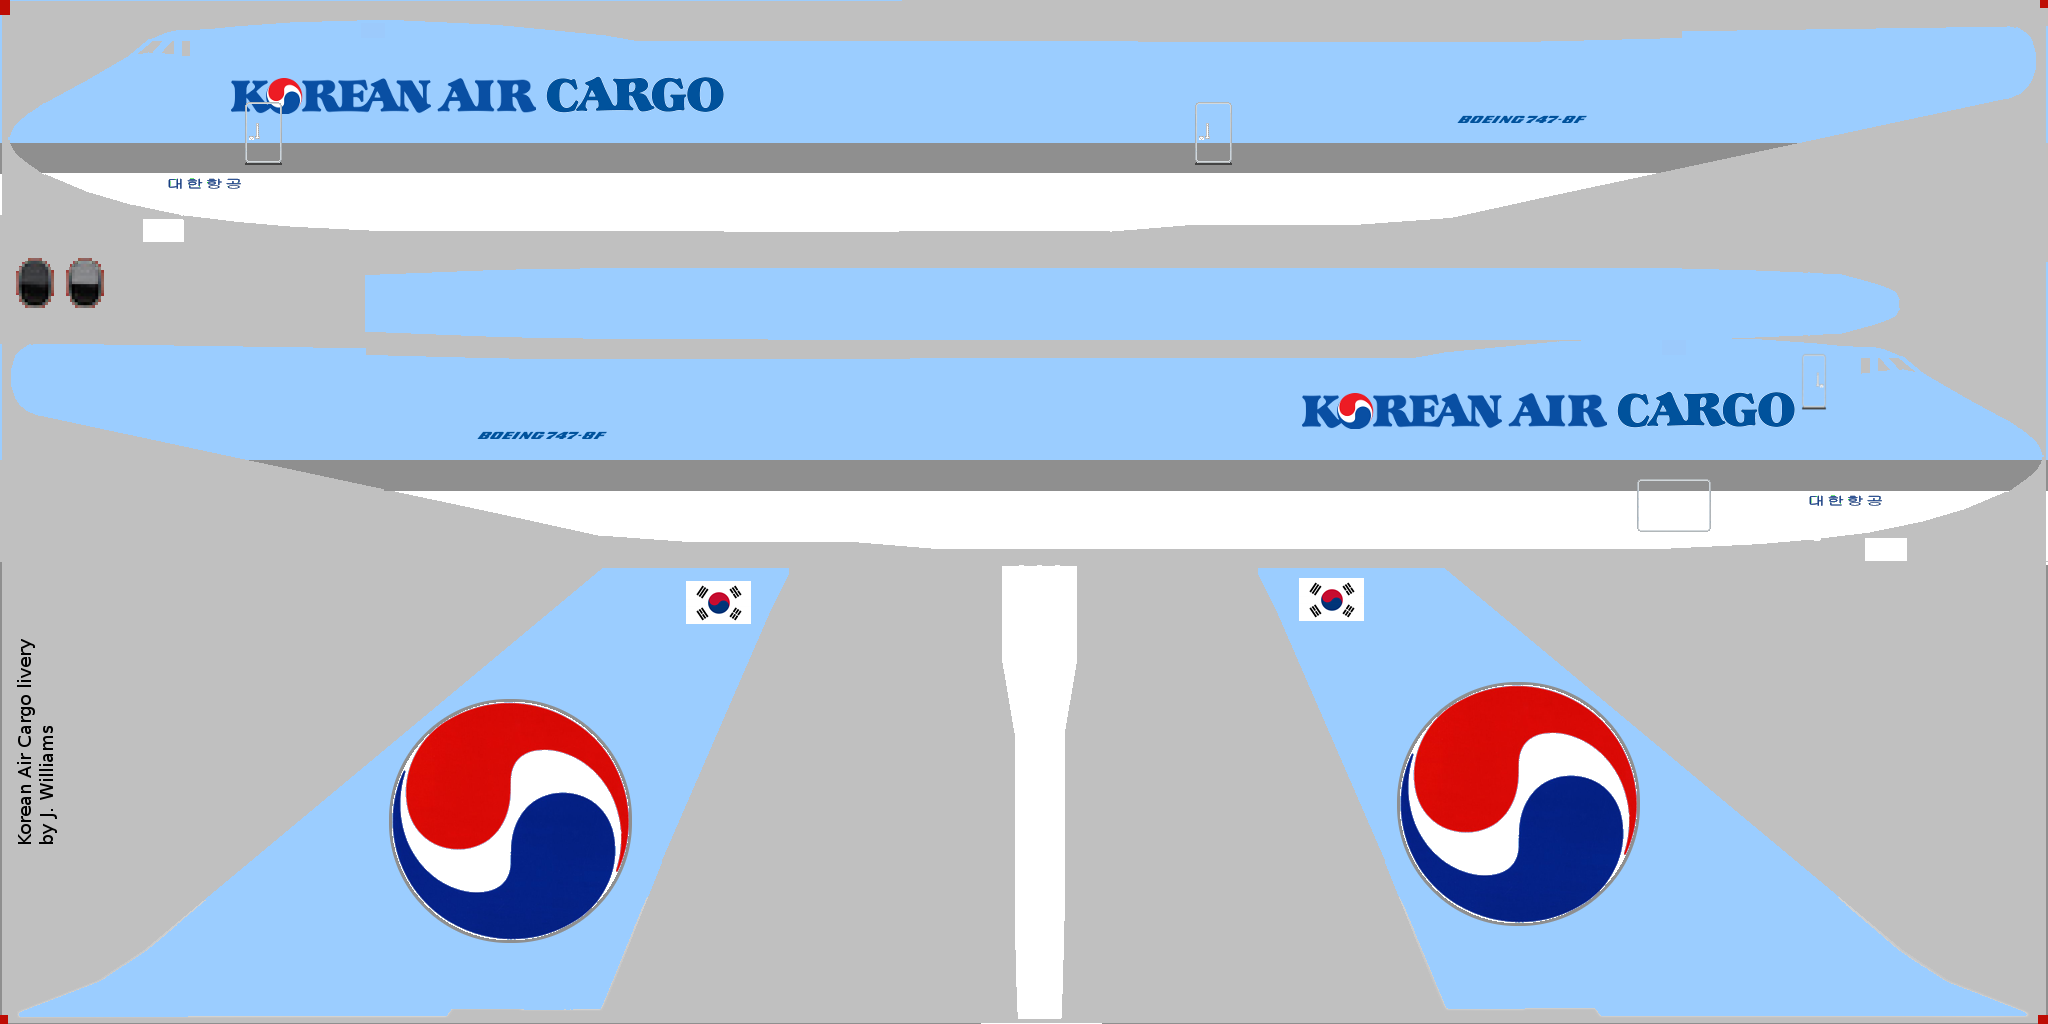 KOREAN AIR CARGO
BOEING 747-8F
대한항공
KOREAN AIR CARGO
BOEING 747-8F
대한항공
Korean Air Cargo livery
by J. Williams